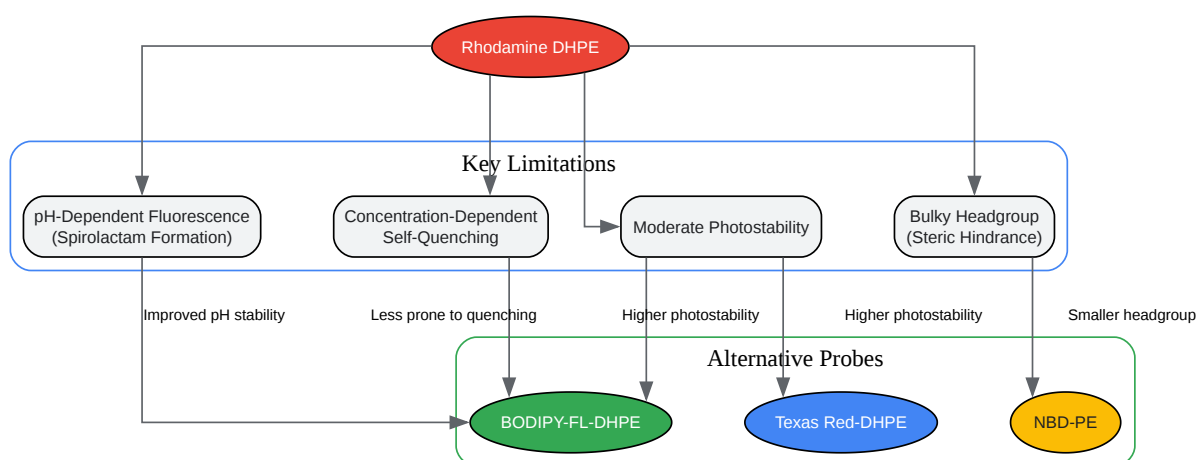 Rhodamine DHPE
Key Limitations
pH-Dependent Fluorescence
(Spirolactam Formation)
Concentration-Dependent
Self-Quenching
Moderate Photostability
Bulky Headgroup
(Steric Hindrance)
Improved pH stability
Less prone to quenching
Higher photostability
Higher photostability
Smaller headgroup
Alternative Probes
BODIPY-FL-DHPE
Texas Red-DHPE
NBD-PE